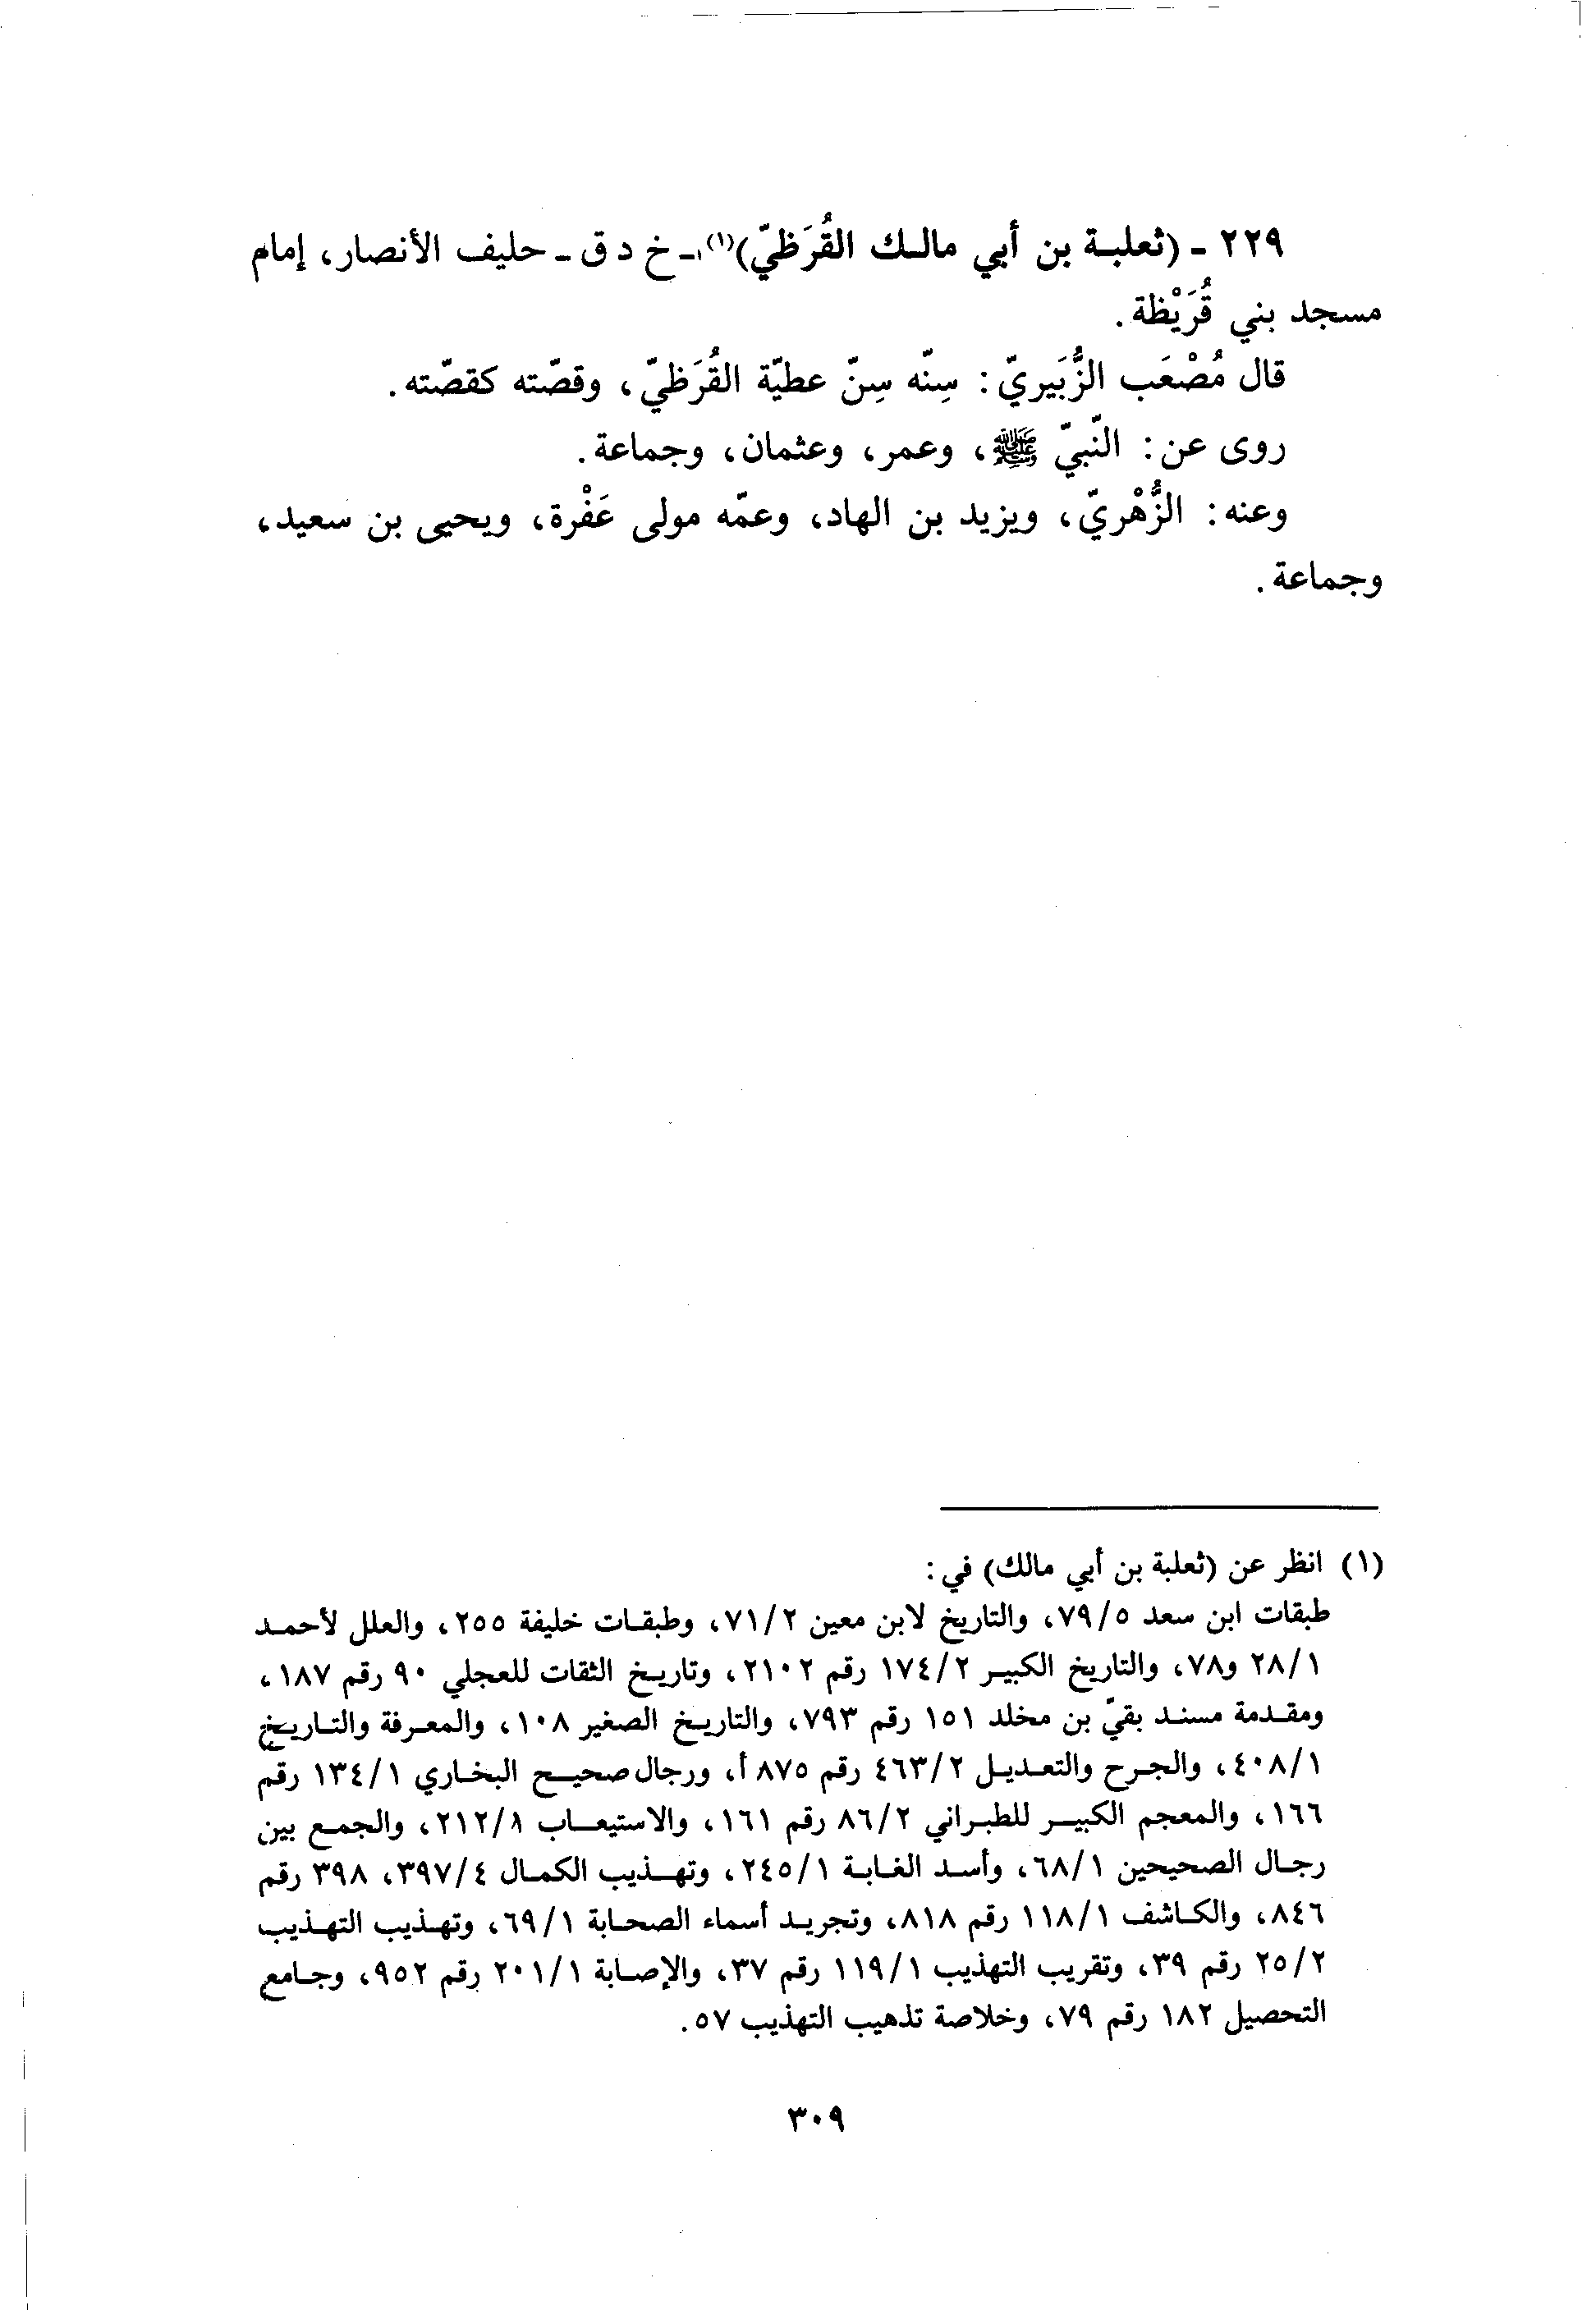 ٢٢٩ - (ثعلبة بن أبي مالك القُرَظيّ)(١) - خ د ق - حليف الأنصار، إمام
مسجد بني قُرَيْظة.
قال مُصْعَب الزُّبَيريّ: سِنّه سِنّ عطيّة القُرَظيّ، وقصّته كقصّته.
روى عن: النّبيّ ﷺ، وعمر، وعثمان، وجماعة.
وعنه: الزُّهْريّ، ويزيد بن الهاد، وعمّه مولى عَفْرة، ويحيى بن سعيد،
وجماعة.
(١) انظر عن (ثعلبة بن أبي مالك) في:
طبقات ابن سعد ٧٩/٥، والتاريخ لابن معين ٧١/٢، وطبقات خليفة ٢٥٥، والعلل لأحمد
٢٨/١ و٧٨، والتاريخ الكبير ١٧٤/٢ رقم ٢١٠٢، وتاريخ الثقات للعجلي ٩٠ رقم ١٨٧،
ومقدمة مسند بقيّ بن مخلد ١٥١ رقم ٧٩٣، والتاريخ الصغير ١٠٨، والمعرفة والتاريخ
٤٠٨/١، والجرح والتعديل ٤٦٣/٢ رقم ٨٧٥ أ، ورجال صحيح البخاري ١٣٤/١ رقم
١٦٦، والمعجم الكبير للطبراني ٨٦/٢ رقم ١٦١، والاستيعاب ٢١٢/٨، والجمع بين
رجال الصحيحين ٦٨/١، وأسد الغابة ٢٤٥/١، وتهذيب الكمال ٣٩٧/٤، ٣٩٨ رقم
٨٤٦، والكاشف ١١٨/١ رقم ٨١٨، وتجريد أسماء الصحابة ٦٩/١، وتهذيب التهذيب
٢٥/٢ رقم ٣٩، وتقريب التهذيب ١١٩/١ رقم ٣٧، والإصابة ٢٠١/١ رقم ٩٥٢، وجامع
التحصيل ١٨٢ رقم ٧٩، وخلاصة تذهيب التهذيب ٥٧.
٣٠٩